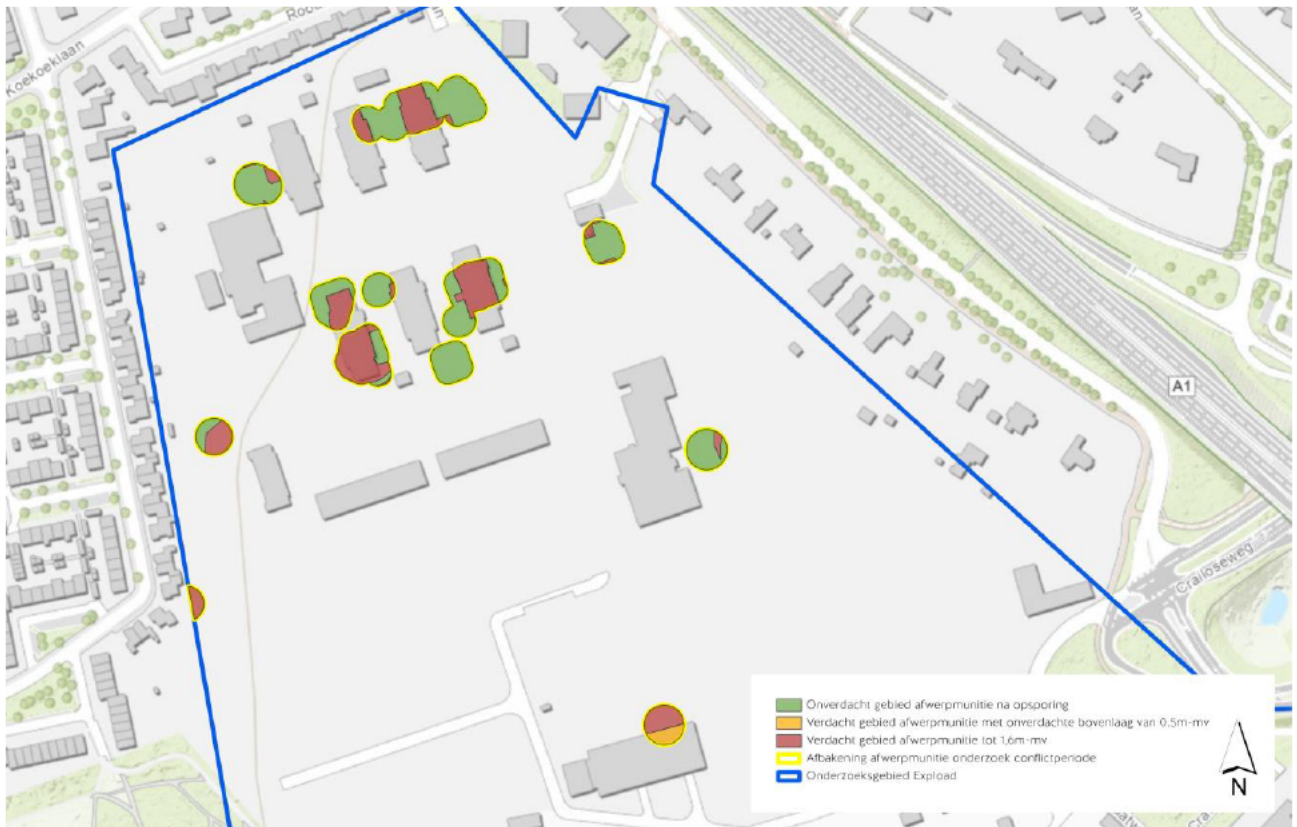 Koekoeklaan
A1
Crailoseweg
Onverdacht gebied afwerpmunitie na opsporing
Verdacht gebied afwerpmunitie met onverdachte bovenlaag van 0.5m-mv
Verdacht gebied afwerpmunitie tot 1,6m-mv
Afbakening afwerpmunitie onderzoek conflictperiode
Onderzoeksgebied Expload
N